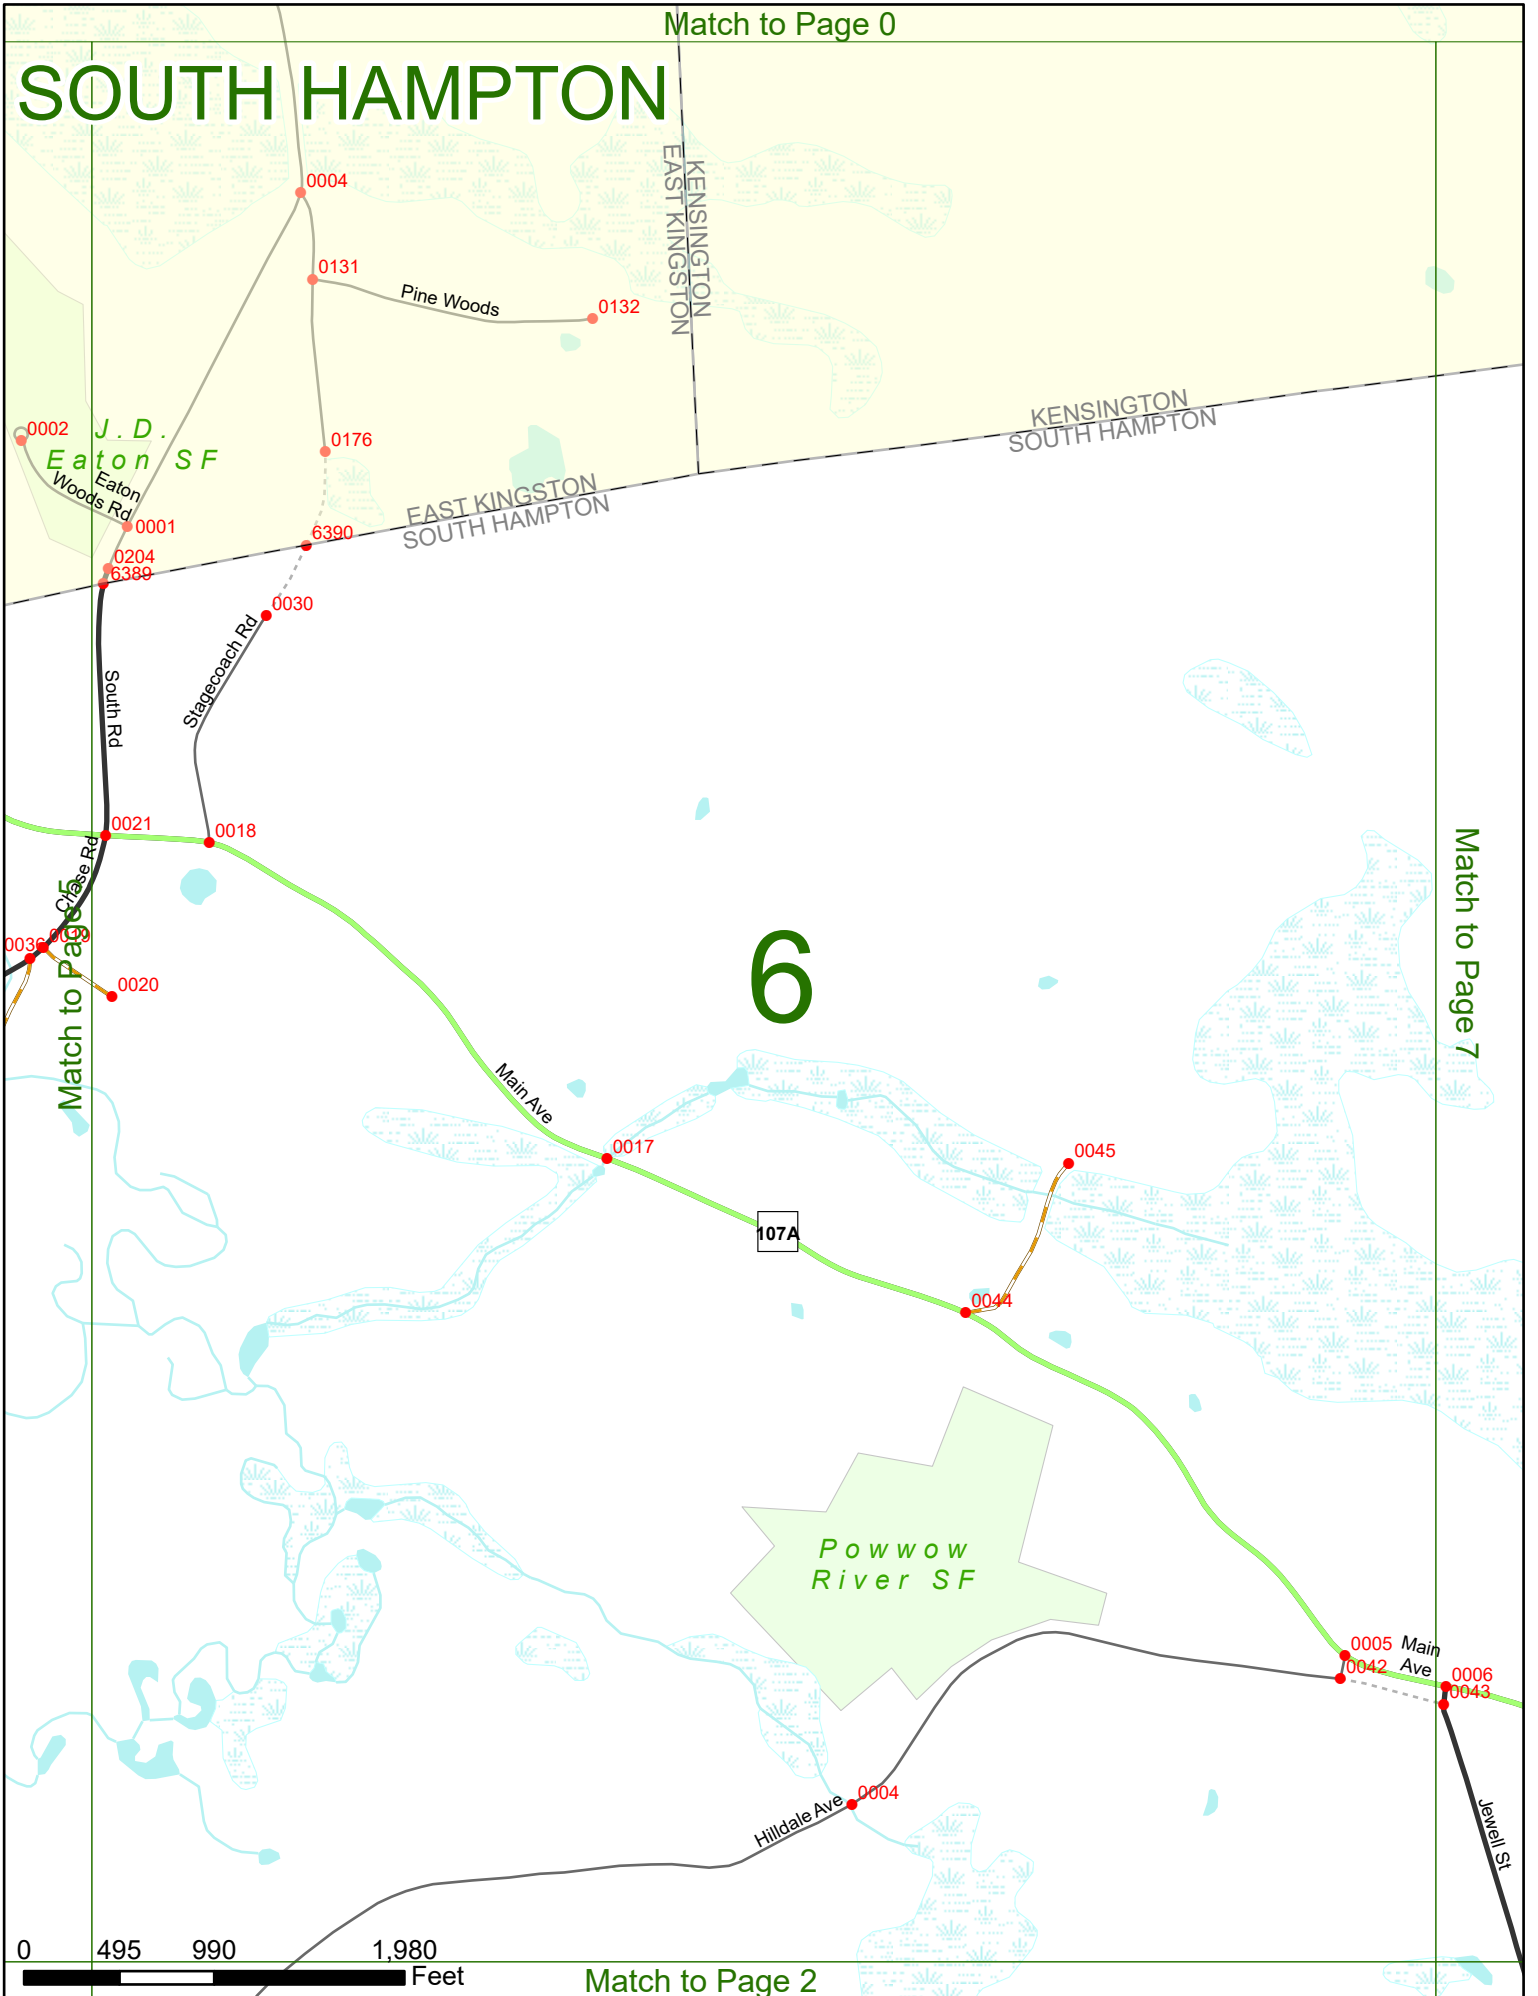 Match to Page 0
SOUTH HAMPTON
0004
KENSINGTON
EAST KINGSTON
0131
Pine Woods
0132
KENSINGTON
SOUTH HAMPTON
0002
J. D.
Eaton SF
0176
Eaton
Woods Rd
0001
EAST KINGSTON
SOUTH HAMPTON
6390
0204
6389
0030
Stagecoach Rd
South Rd
0021
0018
Chase Rd
Match to Page 5
Match to Page 7
0019
0036
0020
6
Main Ave
0017
0045
107A
0044
Powwow
River SF
0005
Main
Ave
0042
0006
0043
0004
Hilldale Ave
Jewell St
0 495 990 1,980
Feet
Match to Page 2